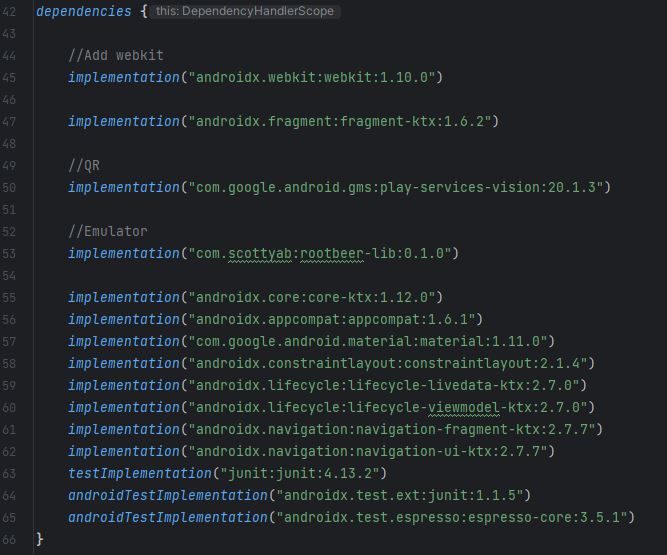 42 dependencies { this: DependencyHandlerScope
43
44 //Add webkit
45 implementation("androidx.webkit:webkit:1.10.0")
46
47 implementation("androidx.fragment:fragment-ktx:1.6.2")
48
49 //QR
50 implementation("com.google.android.gms:play-services-vision:20.1.3")
51
52 //Emulator
53 implementation("com.scottyab:rootbeer-lib:0.1.0")
54
55 implementation("androidx.core:core-ktx:1.12.0")
56 implementation("androidx.appcompat:appcompat:1.6.1")
57 implementation("com.google.android.material:material:1.11.0")
58 implementation("androidx.constraintlayout:constraintlayout:2.1.4")
59 implementation("androidx.lifecycle:lifecycle-livedata-ktx:2.7.0")
60 implementation("androidx.lifecycle:lifecycle-viewmodel-ktx:2.7.0")
61 implementation("androidx.navigation:navigation-fragment-ktx:2.7.7")
62 implementation("androidx.navigation:navigation-ui-ktx:2.7.7")
63 testImplementation("junit:junit:4.13.2")
64 androidTestImplementation("androidx.test.ext:junit:1.1.5")
65 androidTestImplementation("androidx.test.espresso:espresso-core:3.5.1")
66 }